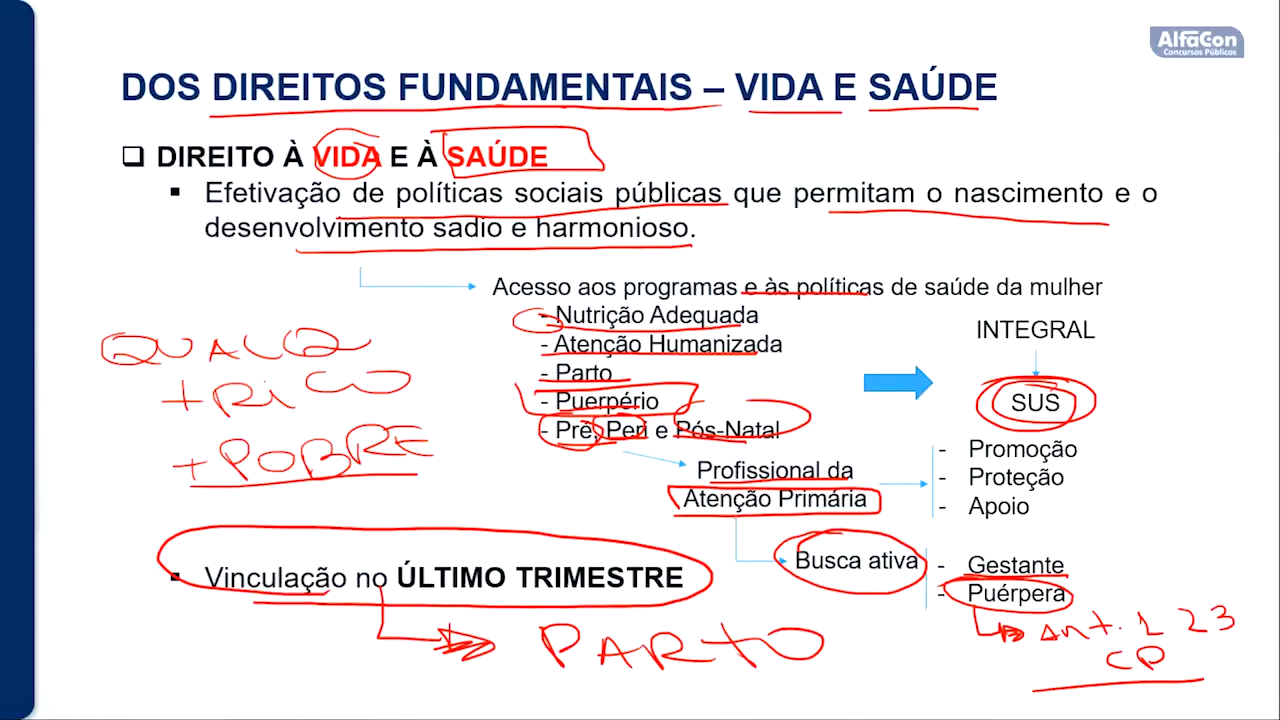 AlfaCon
Concursos Públicos
DOS DIREITOS FUNDAMENTAIS – VIDA E SAÚDE
❑ DIREITO À VIDA E À SAÚDE
▪ Efetivação de políticas sociais públicas que permitam o nascimento e o
desenvolvimento sadio e harmonioso.
Acesso aos programas e às políticas de saúde da mulher
- Nutrição Adequada
- Atenção Humanizada
- Parto
- Puerpério
- Pré, Peri e Pós-Natal
INTEGRAL
SUS
QUALQ
+ RICO
+ POBRE
Profissional da
Atenção Primária
- Promoção
- Proteção
- Apoio
Busca ativa
- Gestante
- Puérpera
▪ Vinculação no ÚLTIMO TRIMESTRE
PARTO
Ant. 123
CP